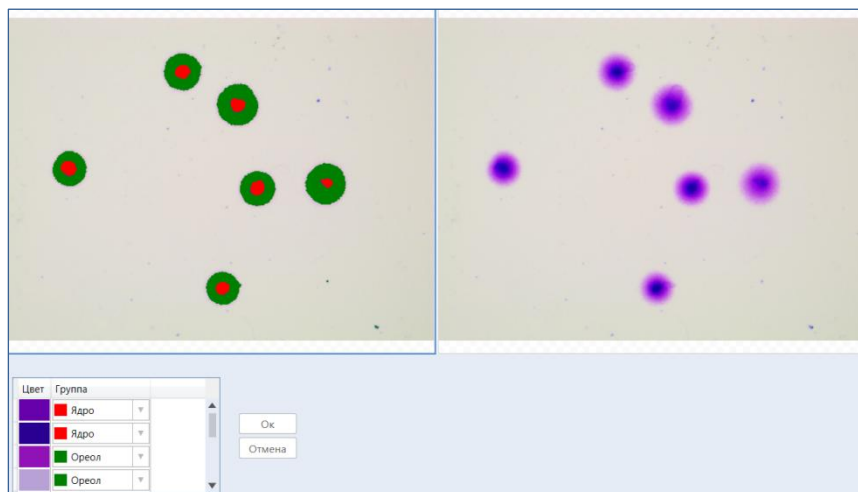 Цвет Группа
Ядро
Ядро
Ореол
Ореол
Ок
Отмена